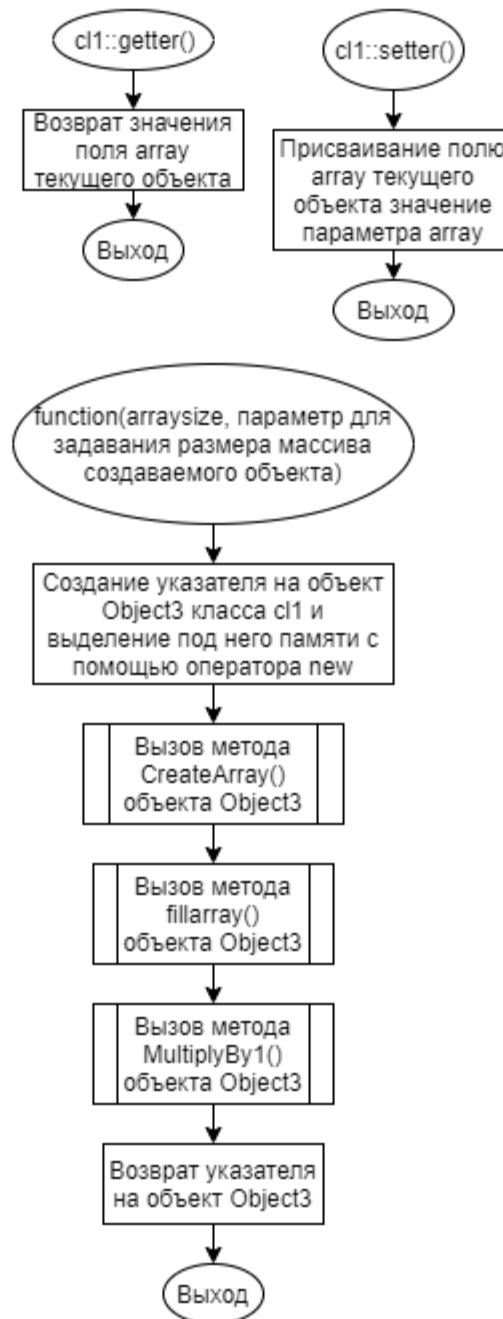 cl1::getter()
Возврат значения
поля array
текущего объекта
Выход
cl1::setter()
Присваивание полю
array текущего
объекта значение
параметра array
Выход
function(arraysize, параметр для
задавания размера массива
создаваемого объекта)
Создание указателя на объект
Object3 класса cl1 и
выделение под него памяти с
помощью оператора new
Вызов метода
CreateArray()
объекта Object3
Вызов метода
fillarray()
объекта Object3
Вызов метода
MultiplyBy1()
объекта Object3
Возврат указателя
на объект Object3
Выход